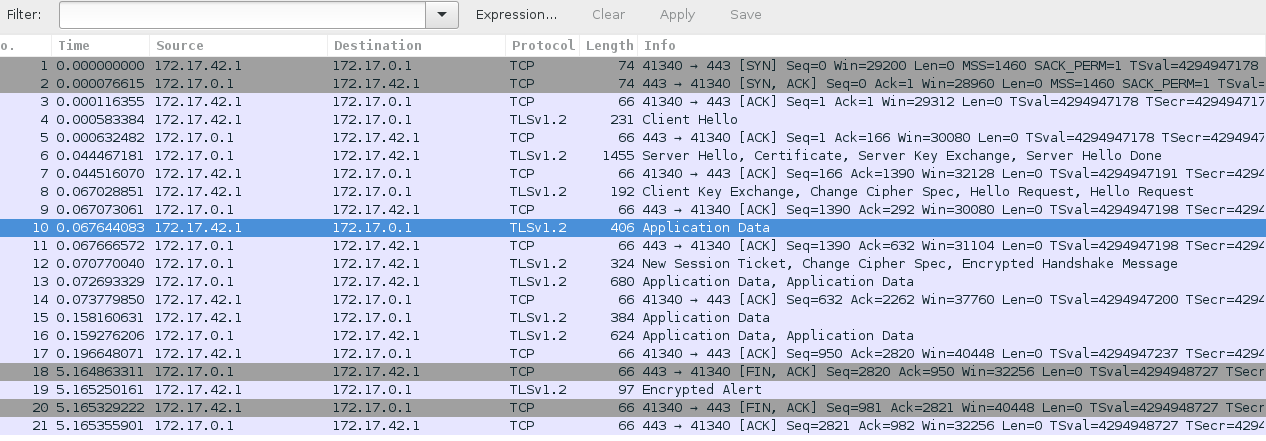 Filter: Expression... Clear Apply Save
o. Time Source Destination Protocol Length Info
1 0.000000000 172.17.42.1 172.17.0.1 TCP 74 41340 → 443 [SYN] Seq=0 Win=29200 Len=0 MSS=1460 SACK_PERM=1 TSval=4294947178
2 0.000076615 172.17.0.1 172.17.42.1 TCP 74 443 → 41340 [SYN, ACK] Seq=0 Ack=1 Win=28960 Len=0 MSS=1460 SACK_PERM=1 TSval=
3 0.000116355 172.17.42.1 172.17.0.1 TCP 66 41340 → 443 [ACK] Seq=1 Ack=1 Win=29312 Len=0 TSval=4294947178 TSecr=429494717
4 0.000583384 172.17.42.1 172.17.0.1 TLSv1.2 231 Client Hello
5 0.000632482 172.17.0.1 172.17.42.1 TCP 66 443 → 41340 [ACK] Seq=1 Ack=166 Win=30080 Len=0 TSval=4294947178 TSecr=4294947
6 0.044467181 172.17.0.1 172.17.42.1 TLSv1.2 1455 Server Hello, Certificate, Server Key Exchange, Server Hello Done
7 0.044516070 172.17.42.1 172.17.0.1 TCP 66 41340 → 443 [ACK] Seq=166 Ack=1390 Win=32128 Len=0 TSval=4294947191 TSecr=4294
8 0.067028851 172.17.42.1 172.17.0.1 TLSv1.2 192 Client Key Exchange, Change Cipher Spec, Hello Request, Hello Request
9 0.067073061 172.17.0.1 172.17.42.1 TCP 66 443 → 41340 [ACK] Seq=1390 Ack=292 Win=30080 Len=0 TSval=4294947198 TSecr=4294
10 0.067644083 172.17.42.1 172.17.0.1 TLSv1.2 406 Application Data
11 0.067666572 172.17.0.1 172.17.42.1 TCP 66 443 → 41340 [ACK] Seq=1390 Ack=632 Win=31104 Len=0 TSval=4294947198 TSecr=4294
12 0.070770040 172.17.0.1 172.17.42.1 TLSv1.2 324 New Session Ticket, Change Cipher Spec, Encrypted Handshake Message
13 0.072693329 172.17.0.1 172.17.42.1 TLSv1.2 680 Application Data, Application Data
14 0.073779850 172.17.42.1 172.17.0.1 TCP 66 41340 → 443 [ACK] Seq=632 Ack=2262 Win=37760 Len=0 TSval=4294947200 TSecr=4294
15 0.158160631 172.17.42.1 172.17.0.1 TLSv1.2 384 Application Data
16 0.159276206 172.17.0.1 172.17.42.1 TLSv1.2 624 Application Data, Application Data
17 0.196648071 172.17.42.1 172.17.0.1 TCP 66 41340 → 443 [ACK] Seq=950 Ack=2820 Win=40448 Len=0 TSval=4294947237 TSecr=4294
18 5.164863311 172.17.0.1 172.17.42.1 TCP 66 443 → 41340 [FIN, ACK] Seq=2820 Ack=950 Win=32256 Len=0 TSval=4294948727 TSecr
19 5.165250161 172.17.42.1 172.17.0.1 TLSv1.2 97 Encrypted Alert
20 5.165329222 172.17.42.1 172.17.0.1 TCP 66 41340 → 443 [FIN, ACK] Seq=981 Ack=2821 Win=40448 Len=0 TSval=4294948727 TSecr
21 5.165355901 172.17.0.1 172.17.42.1 TCP 66 443 → 41340 [ACK] Seq=2821 Ack=982 Win=32256 Len=0 TSval=4294948727 TSecr=4294